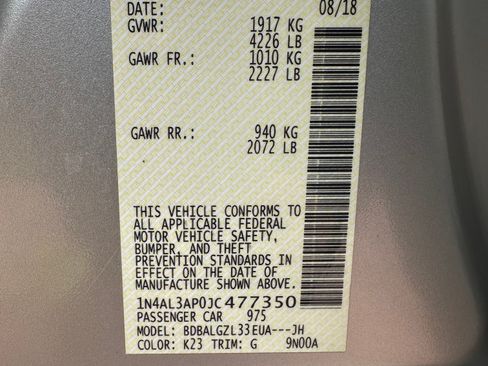 DATE: 08/18
GVWR: 1917 KG
4226 LB
GAWR FR.: 1010 KG
2227 LB
GAWR RR.: 940 KG
2072 LB
THIS VEHICLE CONFORMS TO
ALL APPLICABLE FEDERAL
MOTOR VEHICLE SAFETY,
BUMPER, AND THEFT
PREVENTION STANDARDS IN
EFFECT ON THE DATE OF
MANUFACTURE SHOWN ABOVE.
1N4AL3AP0JC477350
PASSENGER CAR 975
MODEL: BDBALGZL33EUA---JH
COLOR: K23 TRIM: G 9N00A